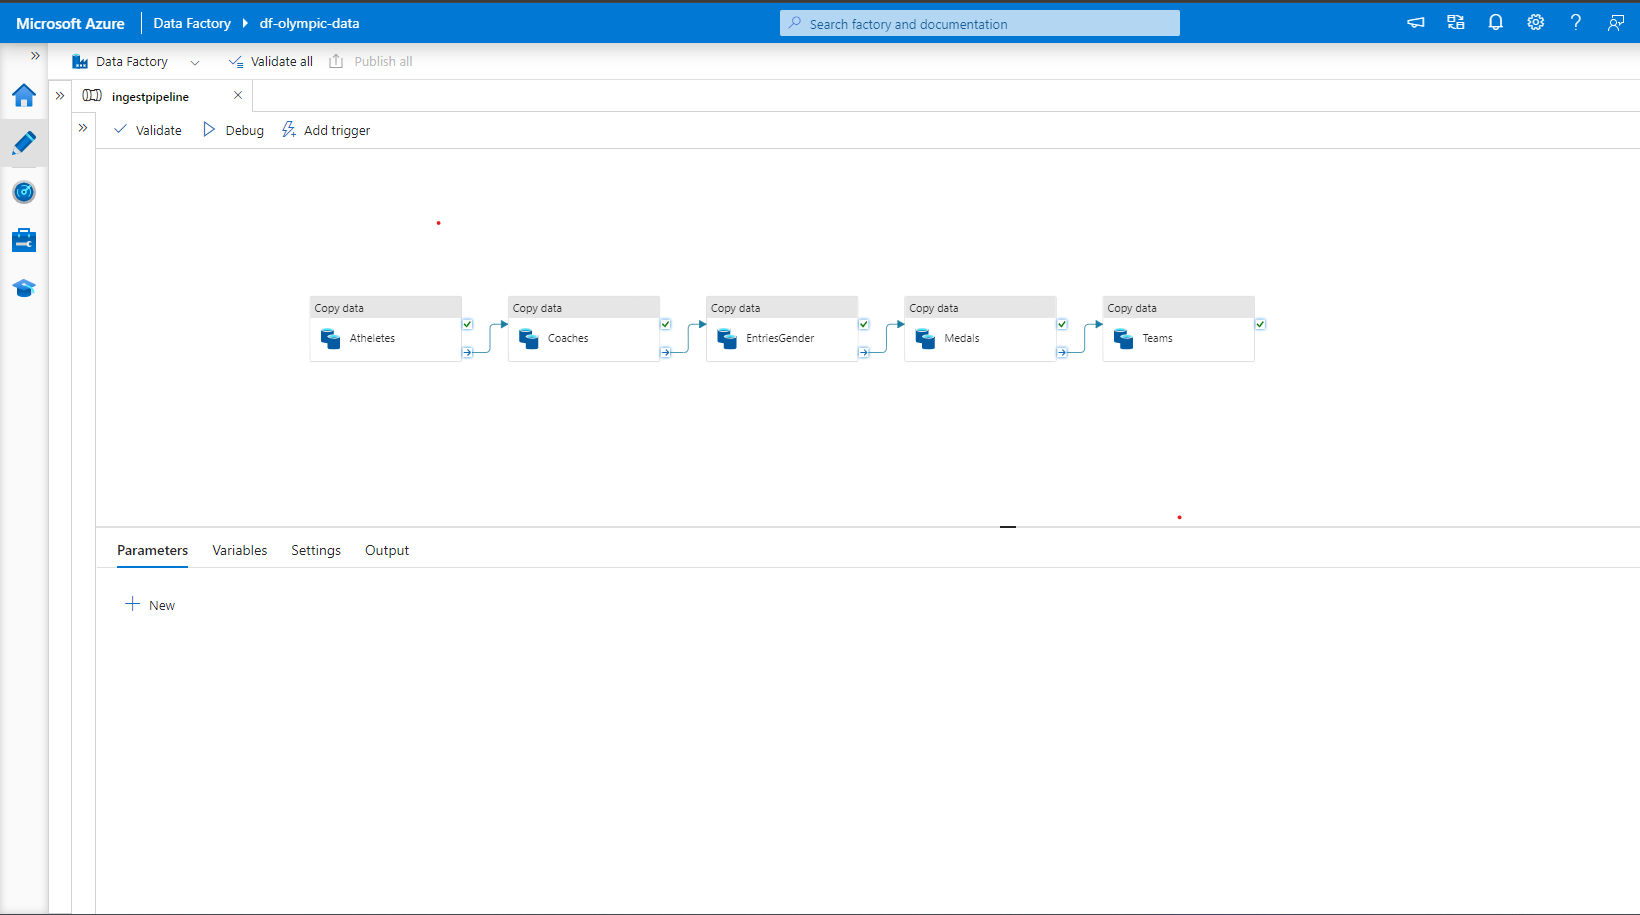 Microsoft Azure Data Factory df-olympic-data Search factory and documentation
Data Factory Validate all Publish all
ingestpipeline
Validate Debug Add trigger
Copy data Copy data Copy data Copy data Copy data
Atheletes Coaches EntriesGender Medals Teams
Parameters Variables Settings Output
New